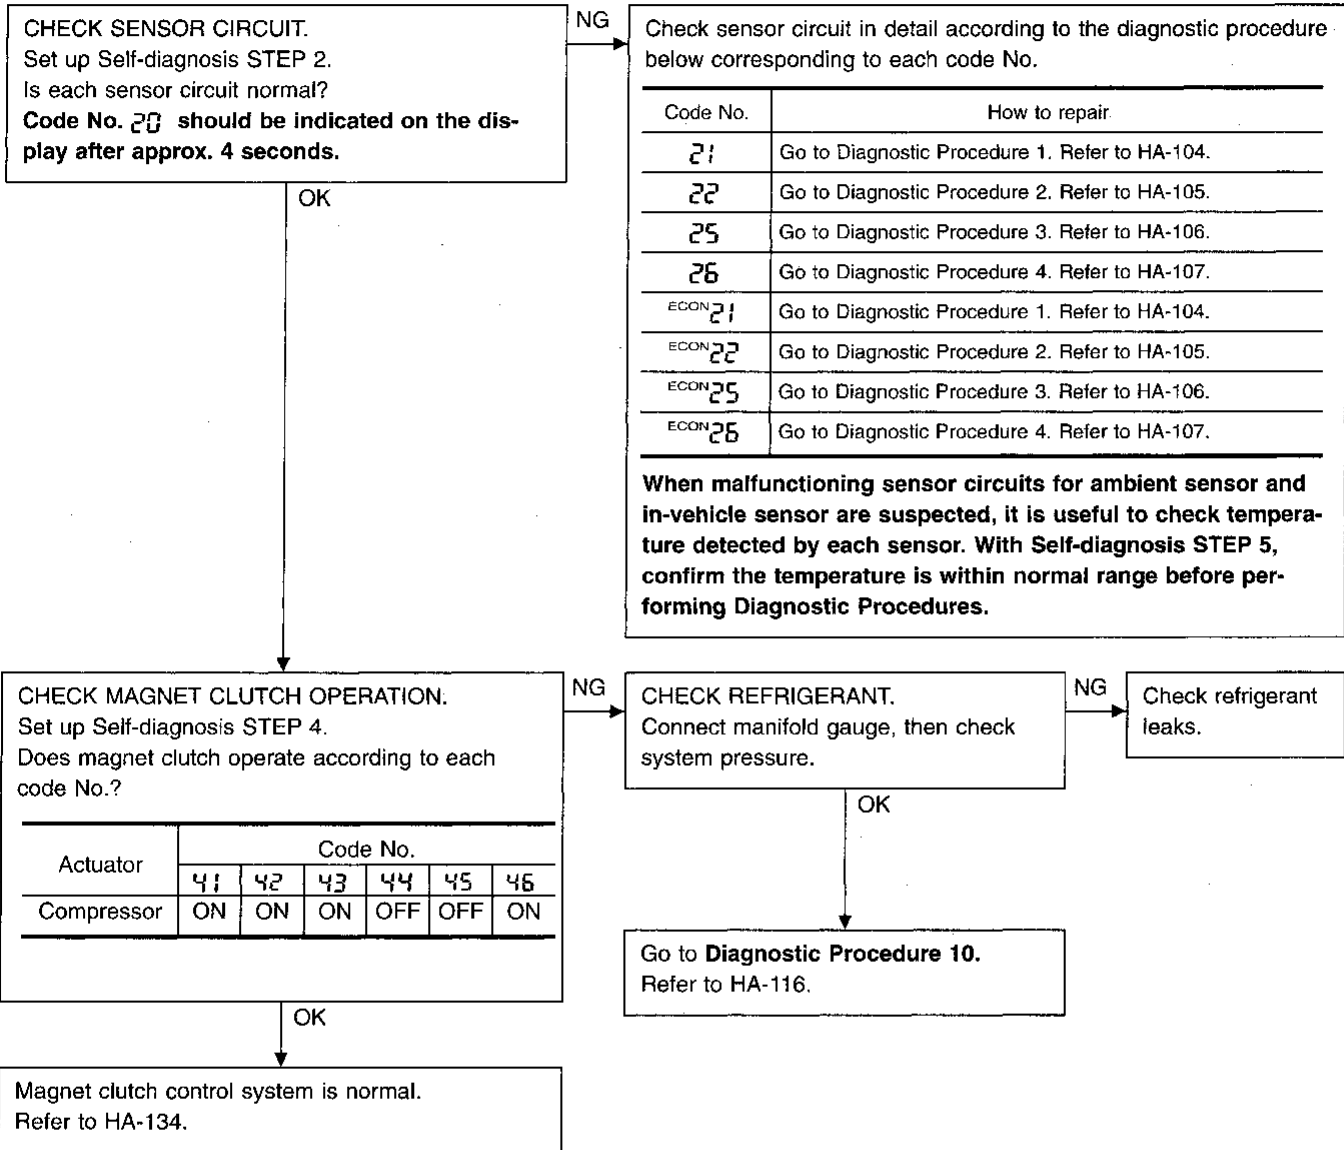 CHECK SENSOR CIRCUIT.
Set up Self-diagnosis STEP 2.
Is each sensor circuit normal?
Code No. 20 should be indicated on the dis-
play after approx. 4 seconds.
NG
Check sensor circuit in detail according to the diagnostic procedure
below corresponding to each code No.
Code No. How to repair
21 Go to Diagnostic Procedure 1. Refer to HA-104.
22 Go to Diagnostic Procedure 2. Refer to HA-105.
25 Go to Diagnostic Procedure 3. Refer to HA-106.
26 Go to Diagnostic Procedure 4. Refer to HA-107.
ECON21 Go to Diagnostic Procedure 1. Refer to HA-104.
ECON22 Go to Diagnostic Procedure 2. Refer to HA-105.
ECON25 Go to Diagnostic Procedure 3. Refer to HA-106.
ECON26 Go to Diagnostic Procedure 4. Refer to HA-107.
When malfunctioning sensor circuits for ambient sensor and
in-vehicle sensor are suspected, it is useful to check tempera-
ture detected by each sensor. With Self-diagnosis STEP 5,
confirm the temperature is within normal range before per-
forming Diagnostic Procedures.
OK
CHECK MAGNET CLUTCH OPERATION.
Set up Self-diagnosis STEP 4.
Does magnet clutch operate according to each
code No.?
Actuator Code No.
41 42 43 44 45 46
Compressor ON ON ON OFF OFF ON
NG
CHECK REFRIGERANT.
Connect manifold gauge, then check
system pressure.
NG
Check refrigerant
leaks.
OK
Go to Diagnostic Procedure 10.
Refer to HA-116.
OK
Magnet clutch control system is normal.
Refer to HA-134.